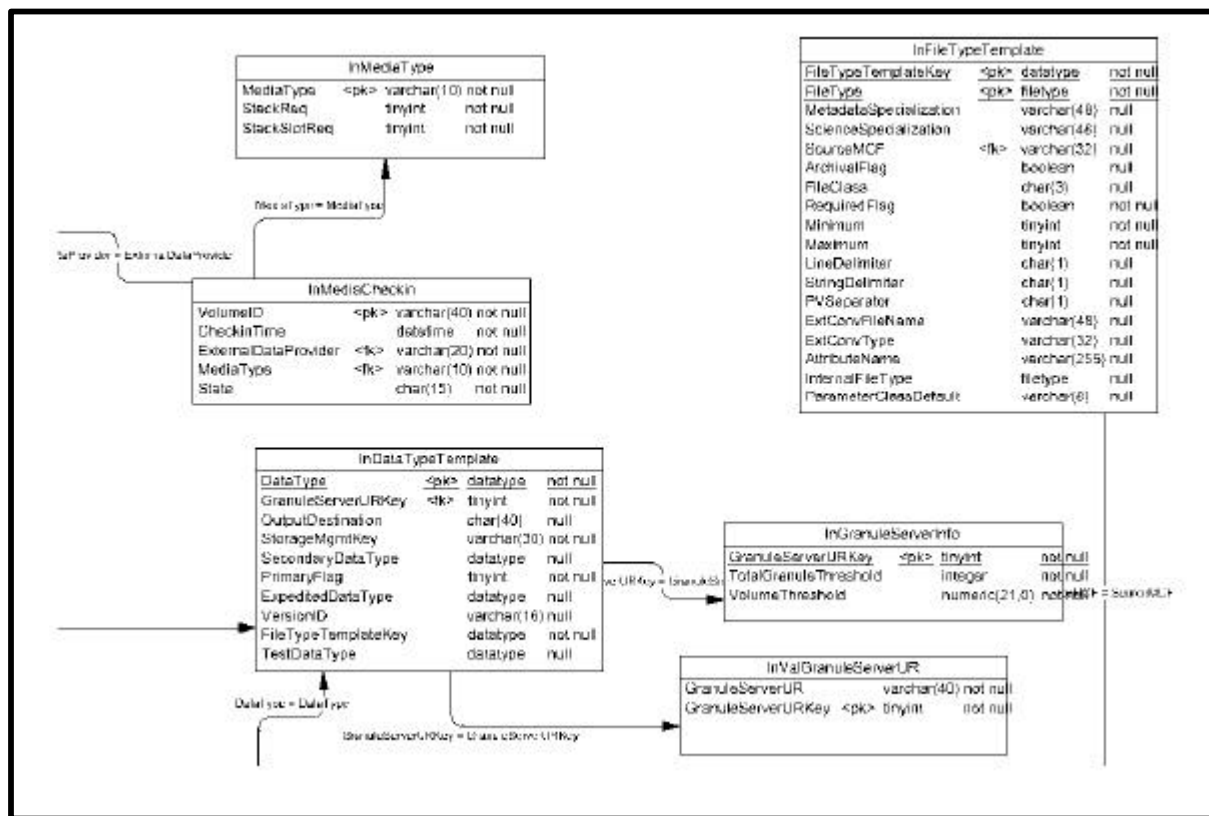 InMediaType
MediaType <pk> varchar(10) not null
StackReq tinyint not null
StackSlotReq tinyint not null
MediaType = MediaType
ExternalDataProvider
InMediaCheckin
VolumeID <pk> varchar(40) not null
CheckinTime datetime not null
ExternalDataProvider <fk> varchar(20) not null
MediaType <fk> varchar(10) not null
State char(15) not null
InFileTypeTemplate
FileTypeTemplateKey <pk> datatype not null
FileType <pk> filetype not null
MetadataSpecialization varchar(48) null
ScienceSpecialization varchar(48) null
SourceMCF <fk> varchar(32) null
ArchivalFlag boolean null
FileClass char(3) null
RequiredFlag boolean not null
Minimum tinyint not null
Maximum tinyint not null
LineDelimiter char(1) null
StringDelimiter char(1) null
PVSeparator char(1) null
ExtConvFileName varchar(48) null
ExtConvType varchar(32) null
AttributeName varchar(255) null
InternalFileType filetype null
ParameterClassDefault varchar(6) null
InDataTypeTemplate
DataType <pk> datatype not null
GranuleServerURKey <fk> tinyint not null
OutputDestination char(40) null
StorageMgmtKey varchar(30) not null
SecondaryDataType datatype null
PrimaryFlag tinyint not null
ExpeditedDataType datatype null
VersionID varchar(16) null
FileTypeTemplateKey datatype not null
TestDataType datatype null
InGranuleServerInfo
GranuleServerURKey <pk> tinyint not null
TotalGranuleThreshold integer not null
VolumeThreshold numeric(21,0) not null
= SourceMCF
InValGranuleServerUR
GranuleServerUR varchar(40) not null
GranuleServerURKey <pk> tinyint not null
DataType = DataType
GranuleServerURKey = GranuleServerURKey